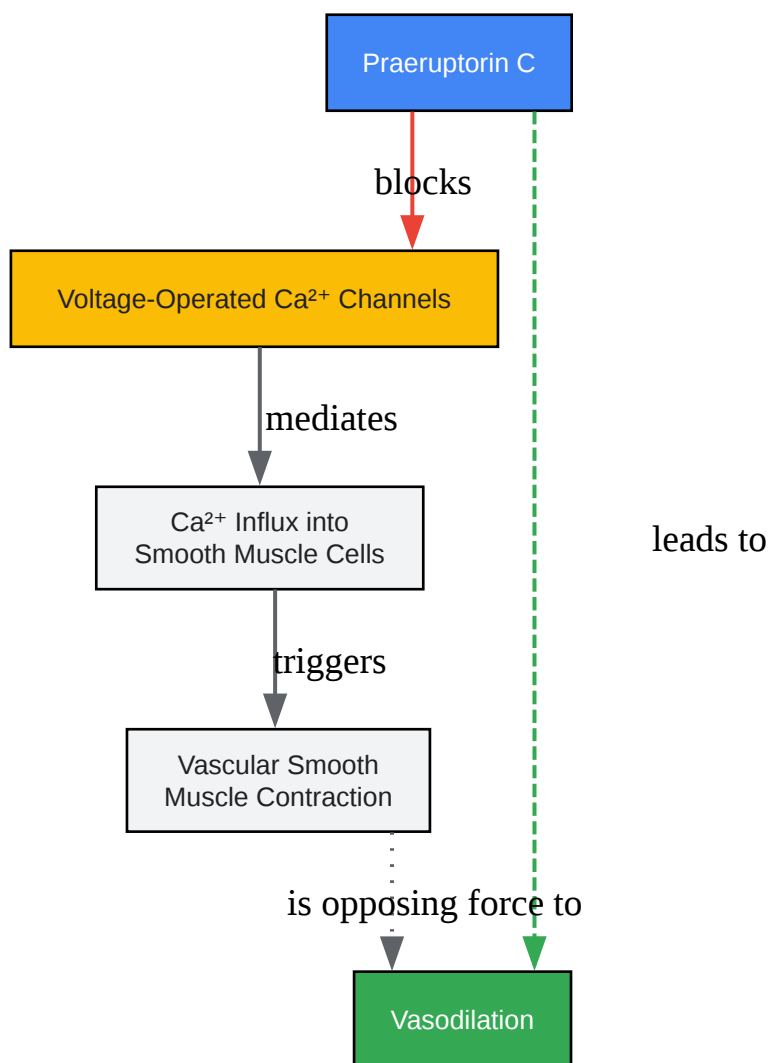 Praeruptorin C
blocks
Voltage-Operated Ca²⁺ Channels
mediates
Ca²⁺ Influx into
Smooth Muscle Cells
leads to
triggers
Vascular Smooth
Muscle Contraction
is opposing force to
Vasodilation